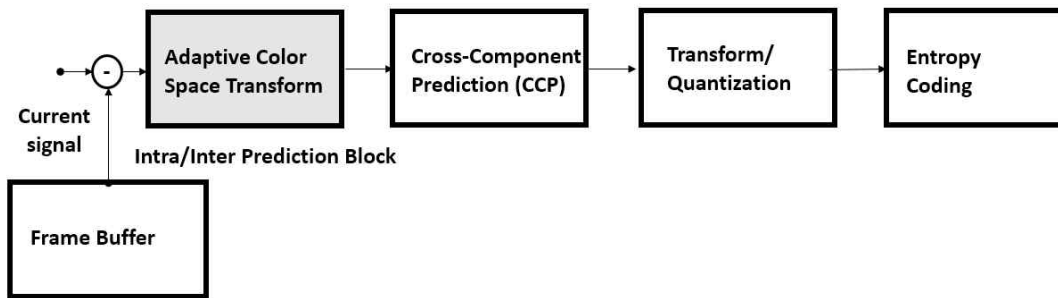 Adaptive Color
Space Transform
Cross-Component
Prediction (CCP)
Transform/
Quantization
Entropy
Coding
-
Current
signal
Intra/Inter Prediction Block
Frame Buffer